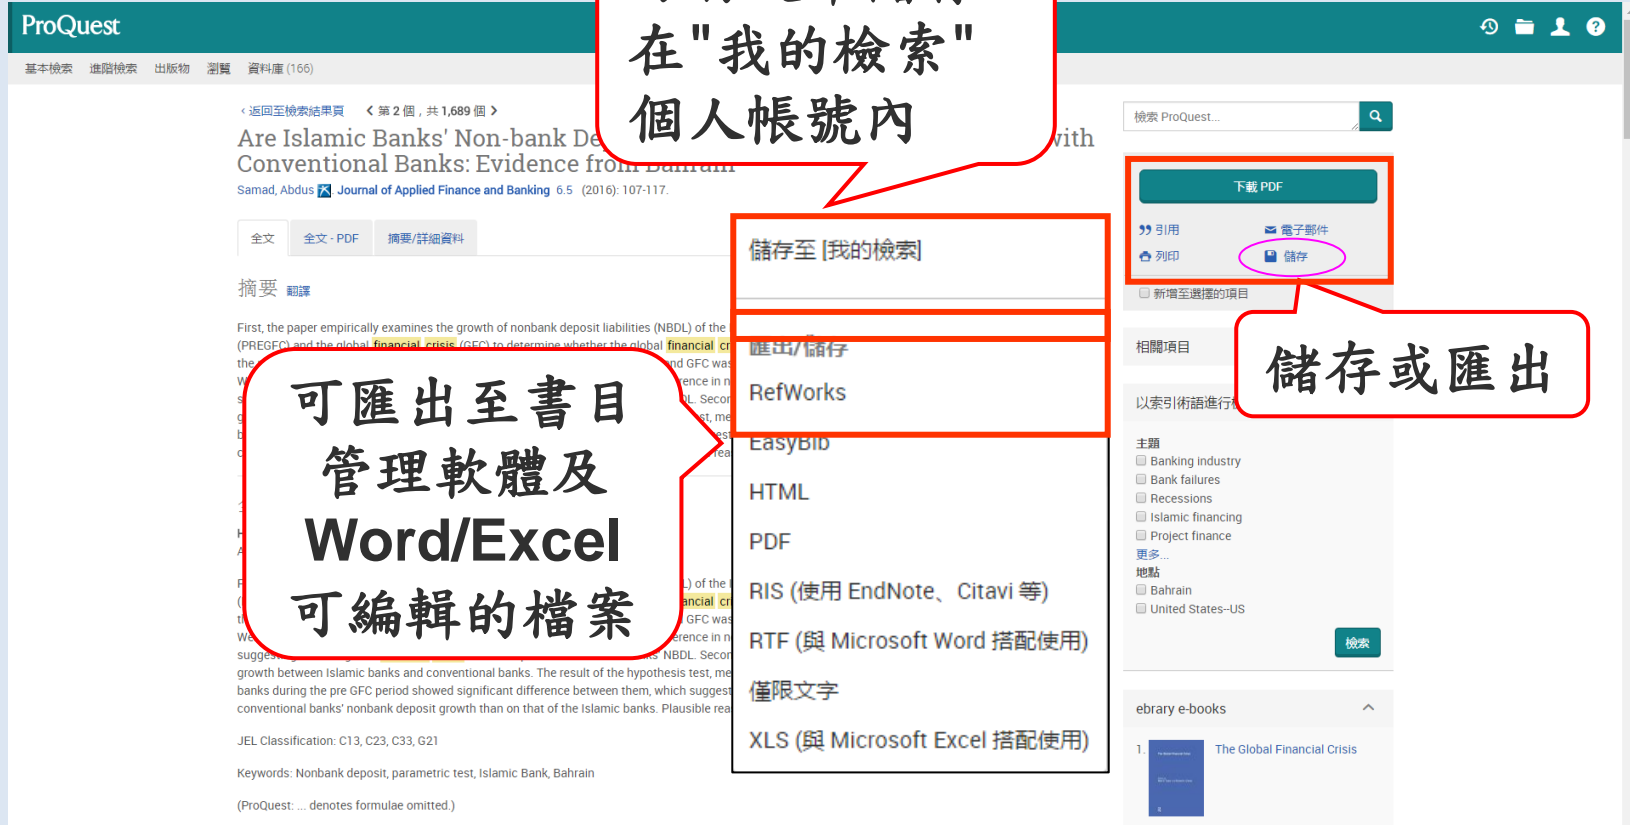 ProQuest
基本檢索 進階檢索 出版物 瀏覽 資料庫 (166)
在"我的檢索"
個人帳號內
‹ 返回至檢索結果頁 第 2 個 , 共 1,689 個
Are Islamic Banks' Non-bank De
with
Conventional Banks: Evidence from Bahrain
Samad, Abdus Journal of Applied Finance and Banking 6.5 (2016): 107-117.
全文 全文 - PDF 摘要/詳細資料
摘要 翻譯
First, the paper empirically examines the growth of nonbank deposit liabilities (NBDL) of the
(PREGFC) and the global financial crisis (GFC) to determine whether the global financial
可匯出至書目
管理軟體及
Word/Excel
可編輯的檔案
growth between Islamic banks and conventional banks. The result of the hypothesis test, me
banks during the pre GFC period showed significant difference between them, which suggest
conventional banks' nonbank deposit growth than on that of the Islamic banks. Plausible rea
JEL Classification: C13, C23, C33, G21
Keywords: Nonbank deposit, parametric test, Islamic Bank, Bahrain
(ProQuest: ... denotes formulae omitted.)
儲存至 [我的檢索]
匯出/儲存
RefWorks
EasyBib
HTML
PDF
RIS (使用 EndNote、Citavi 等)
RTF (與 Microsoft Word 搭配使用)
僅限文字
XLS (與 Microsoft Excel 搭配使用)
檢索 ProQuest...
下載 PDF
引用 電子郵件
列印 儲存
新增至選擇的項目
儲存或匯出
相關項目
以索引術語進行
主題
Banking industry
Bank failures
Recessions
Islamic financing
Project finance
更多...
地點
Bahrain
United States--US
檢索
ebrary e-books
1. The Global Financial Crisis